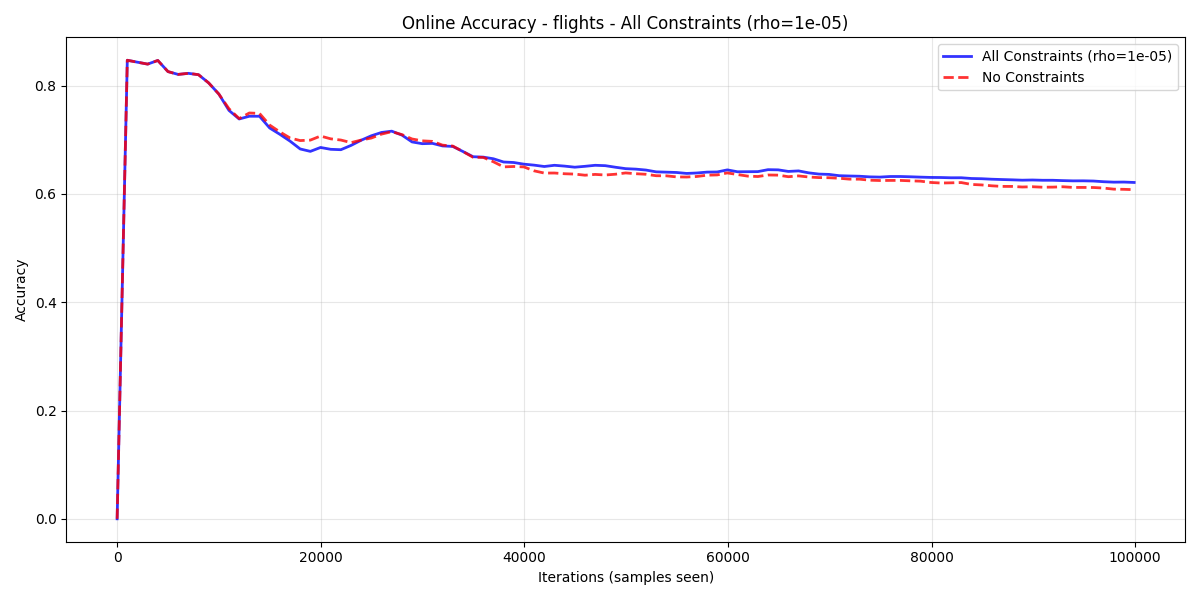 Online Accuracy - flights - All Constraints (rho=1e-05)
All Constraints (rho=1e-05)
No Constraints
Accuracy
0.8
0.6
0.4
0.2
0.0
0 20000 40000 60000 80000 100000
Iterations (samples seen)